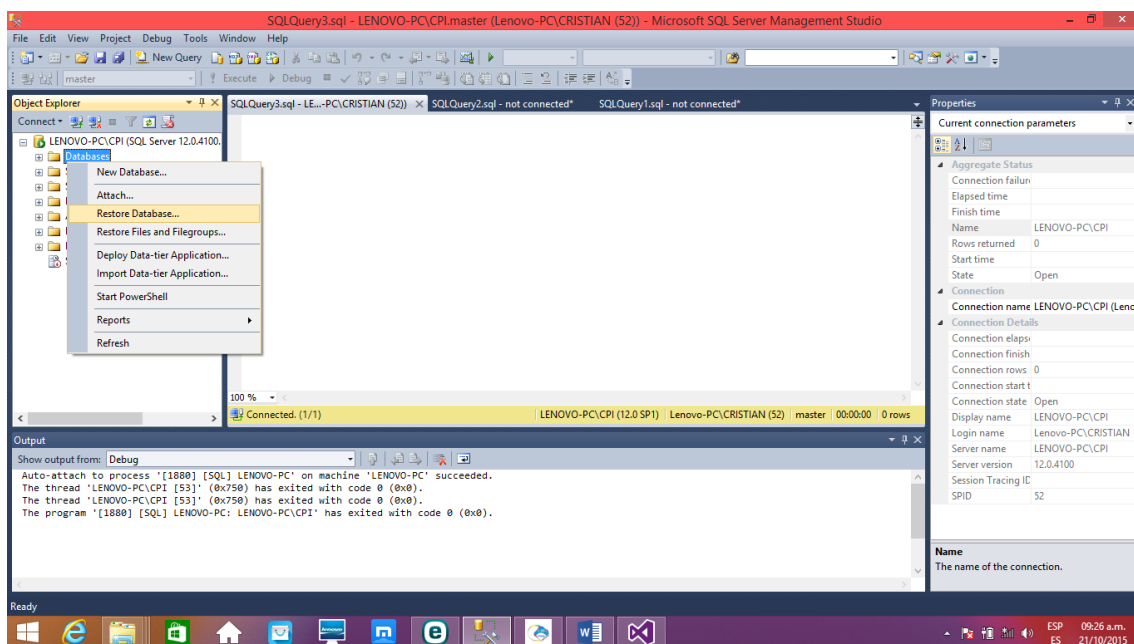 SQLQuery3.sql - LENOVO-PC\CPI.master (Lenovo-PC\CRISTIAN (52)) - Microsoft SQL Server Management Studio
File Edit View Project Debug Tools Window Help
New Query
master Execute Debug
Object Explorer
Connect
LENOVO-PC\CPI (SQL Server 12.0.4100.
Databases
New Database...
Attach...
Restore Database...
Restore Files and Filegroups...
Deploy Data-tier Application...
Import Data-tier Application...
Start PowerShell
Reports
Refresh
SQLQuery3.sql - LE...-PC\CRISTIAN (52)) SQLQuery2.sql - not connected* SQLQuery1.sql - not connected*
100 %
Connected. (1/1) LENOVO-PC\CPI (12.0 SP1) Lenovo-PC\CRISTIAN (52) master 00:00:00 0 rows
Properties
Current connection parameters
Aggregate Status
Connection failur
Elapsed time
Finish time
Name LENOVO-PC\CPI
Rows returned 0
Start time
State Open
Connection
Connection name LENOVO-PC\CPI (Leno
Connection Details
Connection elaps
Connection finish
Connection rows 0
Connection start t
Connection state Open
Display name LENOVO-PC\CPI
Login name Lenovo-PC\CRISTIAN
Server name LENOVO-PC\CPI
Server version 12.0.4100
Session Tracing ID
SPID 52
Name
The name of the connection.
Output
Show output from: Debug
Auto-attach to process '[1880] [SQL] LENOVO-PC' on machine 'LENOVO-PC' succeeded.
The thread 'LENOVO-PC\CPI [53]' (0x750) has exited with code 0 (0x0).
The thread 'LENOVO-PC\CPI [53]' (0x750) has exited with code 0 (0x0).
The program '[1880] [SQL] LENOVO-PC: LENOVO-PC\CPI' has exited with code 0 (0x0).
Ready
ESP 09:26 a.m.
ES 21/10/2015